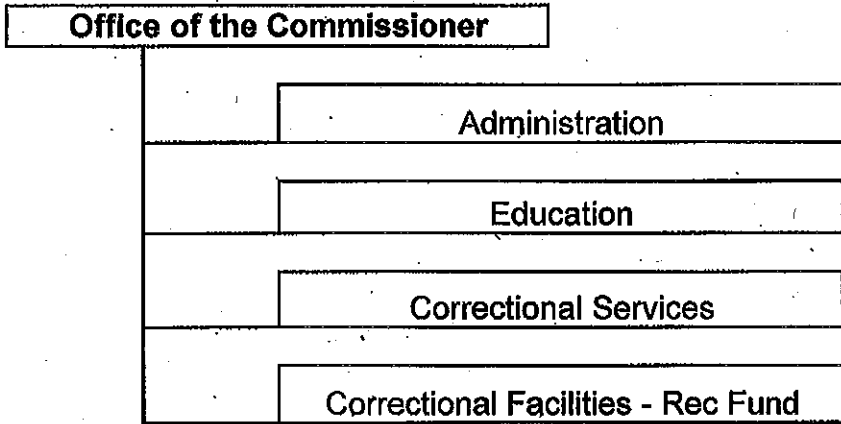 Office of the Commissioner
Administration
Education
Correctional Services
Correctional Facilities - Rec Fund